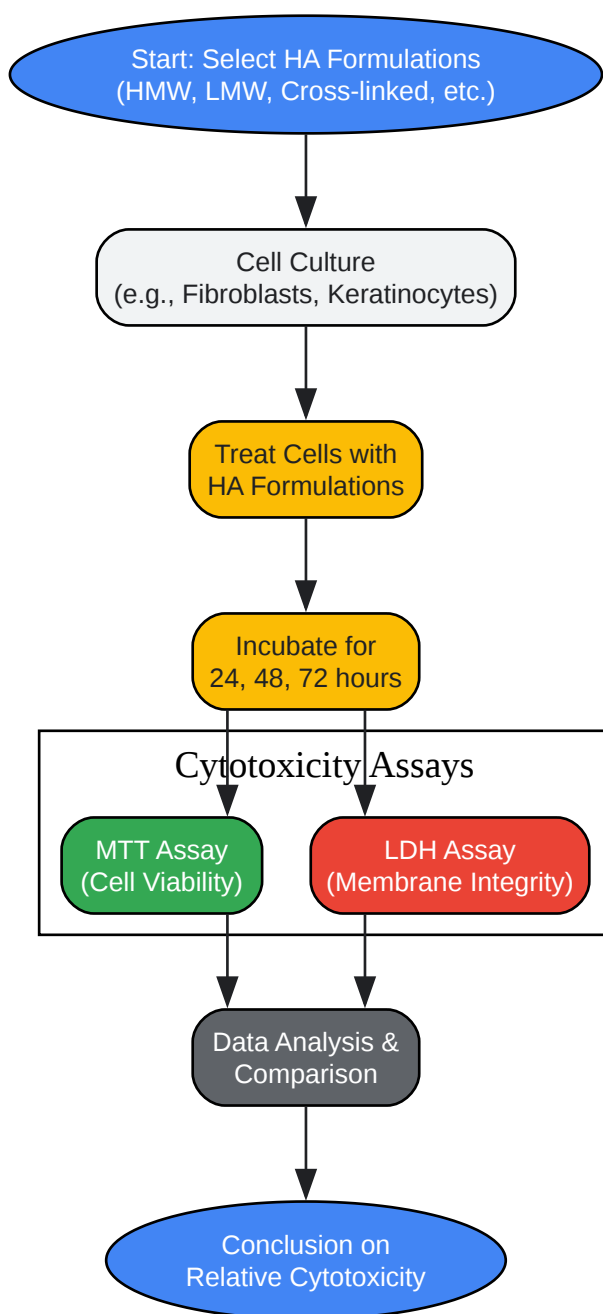 Start: Select HA Formulations
(HMW, LMW, Cross-linked, etc.)
Cell Culture
(e.g., Fibroblasts, Keratinocytes)
Treat Cells with
HA Formulations
Incubate for
24, 48, 72 hours
Cytotoxicity Assays
MTT Assay
(Cell Viability)
LDH Assay
(Membrane Integrity)
Data Analysis &
Comparison
Conclusion on
Relative Cytotoxicity